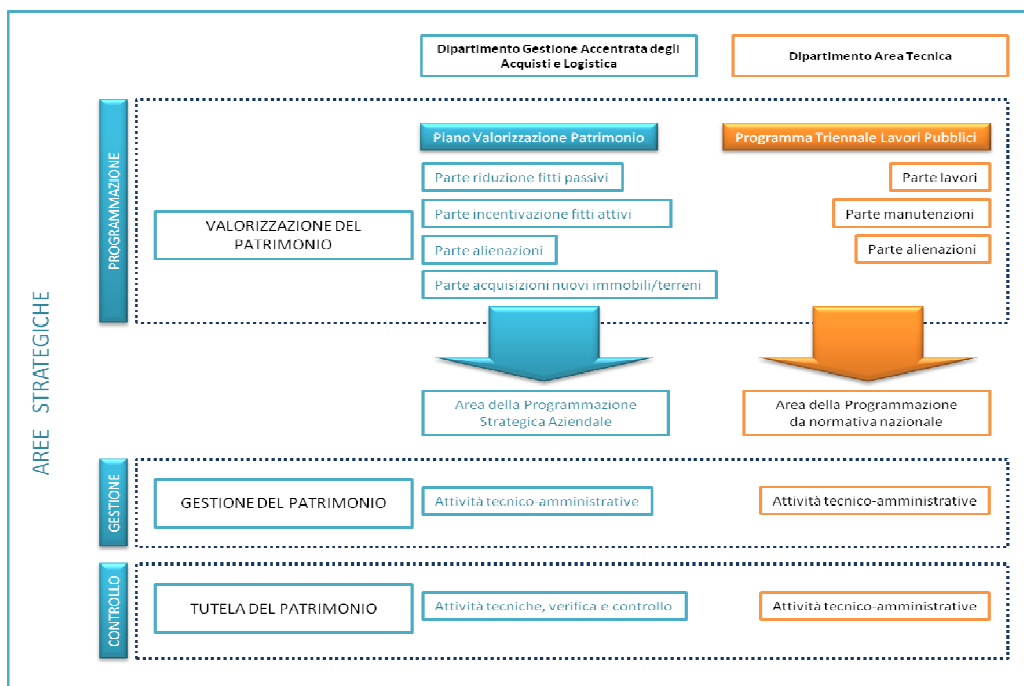 Dipartimento Gestione Accentrata degli
Acquisti e Logistica
Dipartimento Area Tecnica
AREE STRATEGICHE
PROGRAMMAZIONE
VALORIZZAZIONE DEL
PATRIMONIO
Piano Valorizzazione Patrimonio
Parte riduzione fitti passivi
Parte incentivazione fitti attivi
Parte alienazioni
Parte acquisizioni nuovi immobili/terreni
Programma Triennale Lavori Pubblici
Parte lavori
Parte manutenzioni
Parte alienazioni
Area della Programmazione
Strategica Aziendale
Area della Programmazione
da normativa nazionale
GESTIONE
GESTIONE DEL PATRIMONIO
Attività tecnico-amministrative
Attività tecnico-amministrative
CONTROLLO
TUTELA DEL PATRIMONIO
Attività tecniche, verifica e controllo
Attività tecnico-amministrative